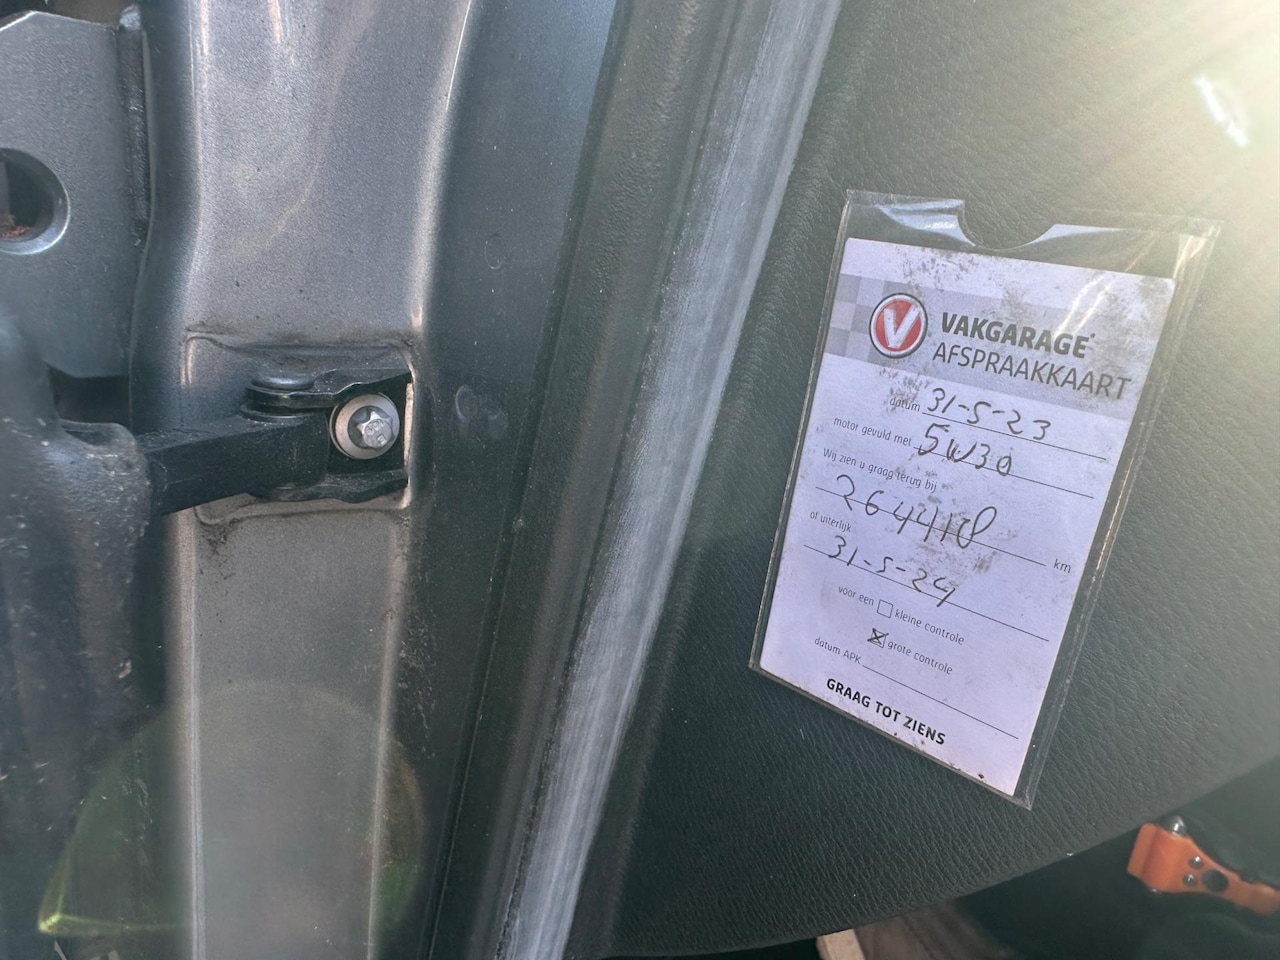 V VAKGARAGE®
AFSPRAAKKAART
datum 31-5-23
motor gevuld met 5W30
Wij zien u graag terug bij
264418 km
of uiterlijk
31-5-24
voor een kleine controle
grote controle
datum APK
GRAAG TOT ZIENS